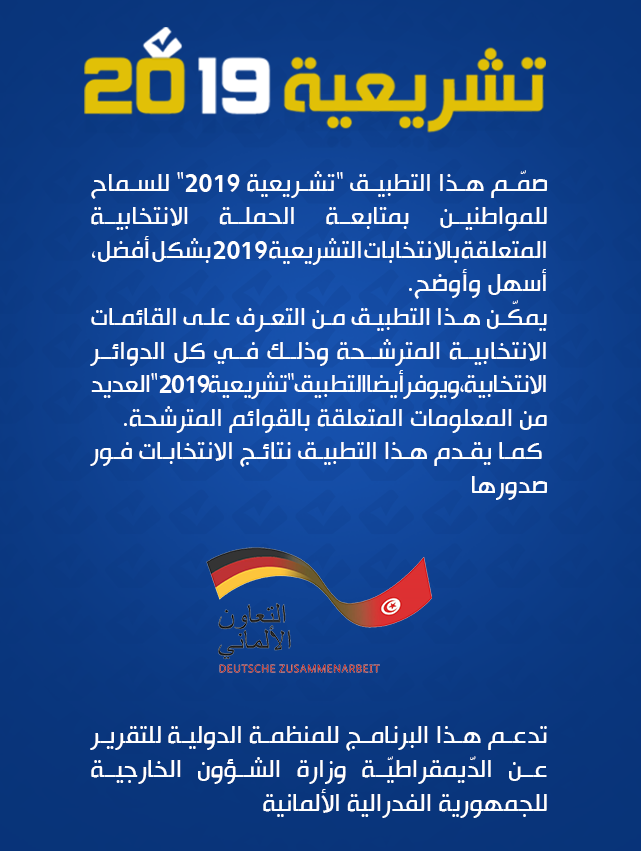 تشريعية 2019
صمّم هذا التطبيق "تشريعية 2019" للسماح
للمواطنين بمتابعة الحملة الانتخابية
المتعلقة بالانتخابات التشريعية 2019 بشكل أفضل،
أسهل وأوضح.
يمكّن هذا التطبيق من التعرف على القائمات
الانتخابية المترشحة وذلك في كل الدوائر
الانتخابية، ويوفر أيضا التطبيق "تشريعية 2019" العديد
من المعلومات المتعلقة بالقوائم المترشحة.
كما يقدم هذا التطبيق نتائج الانتخابات فور
صدورها
التعاون
الألماني
DEUTSCHE ZUSAMMENARBEIT
تدعم هذا البرنامج للمنظمة الدولية للتقرير
عن الدّيمقراطيّة وزارة الشؤون الخارجية
للجمهورية الفدرالية الألمانية